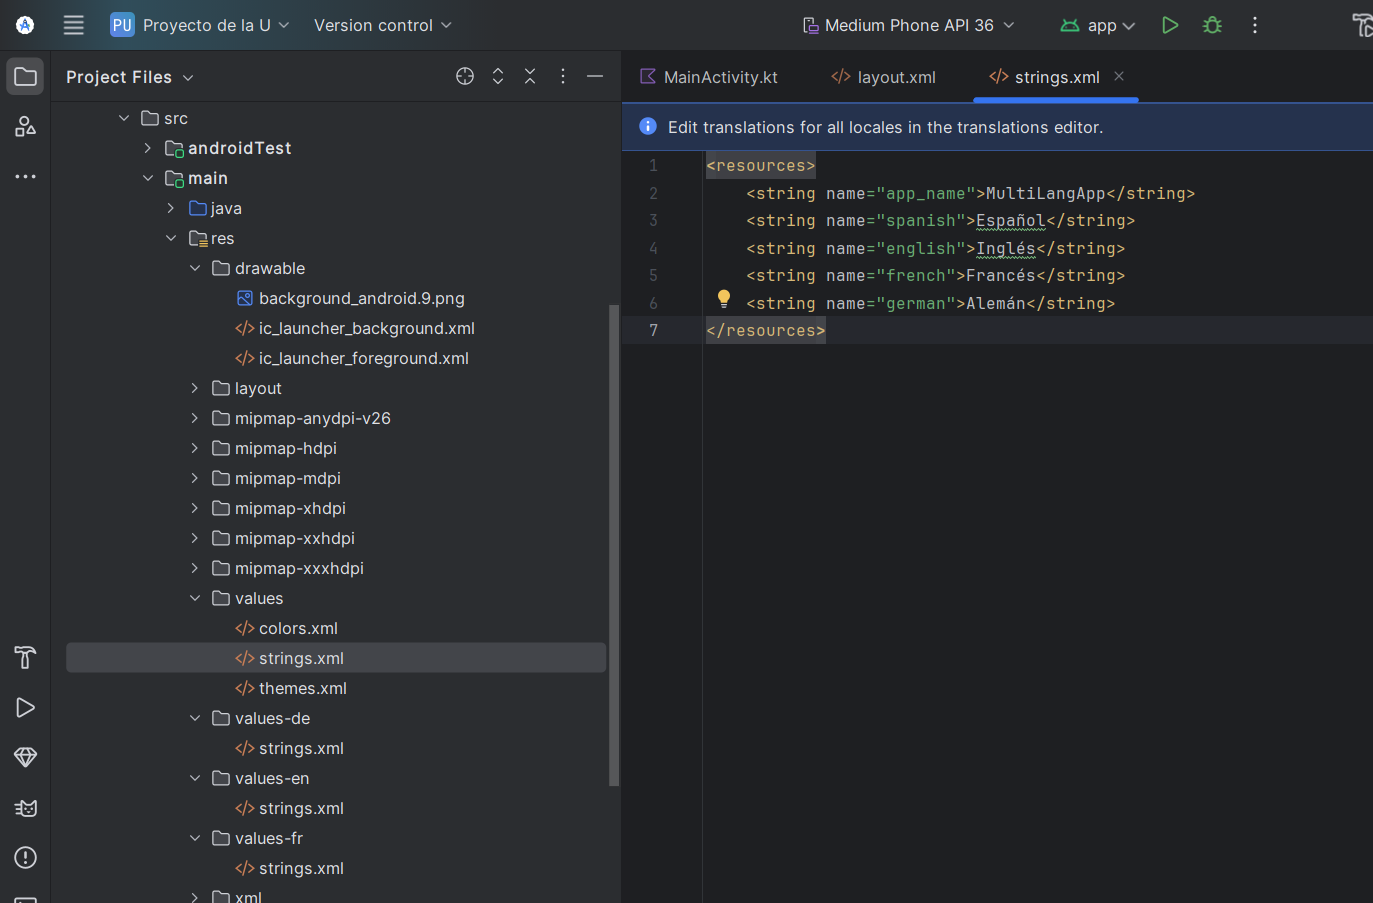 PU Proyecto de la U Version control Medium Phone API 36 app
Project Files
MainActivity.kt layout.xml strings.xml
Edit translations for all locales in the translations editor.
src
androidTest
main
java
res
drawable
background_android.9.png
ic_launcher_background.xml
ic_launcher_foreground.xml
layout
mipmap-anydpi-v26
mipmap-hdpi
mipmap-mdpi
mipmap-xhdpi
mipmap-xxhdpi
mipmap-xxxhdpi
values
colors.xml
strings.xml
themes.xml
values-de
strings.xml
values-en
strings.xml
values-fr
strings.xml
xml
1 <resources>
2 <string name="app_name">MultiLangApp</string>
3 <string name="spanish">Español</string>
4 <string name="english">Inglés</string>
5 <string name="french">Francés</string>
6 <string name="german">Alemán</string>
7 </resources>